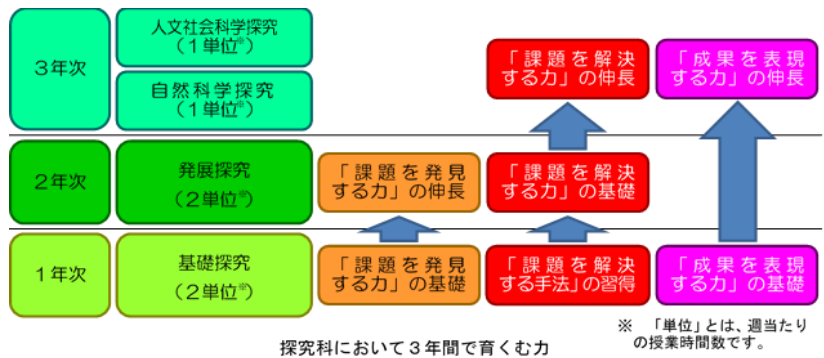 ３年次
人文社会科学探究
（１単位※）
自然科学探究
（１単位※）
「課題を解決
する力」の伸長
「成果を表現
する力」の伸長
２年次
発展探究
（２単位※）
「課題を発見
する力」の伸長
「課題を解決
する力」の基礎
１年次
基礎探究
（２単位※）
「課題を発見
する力」の基礎
「課題を解決
する手法」の習得
「成果を表現
する力」の基礎
※　「単位」とは、週当たり
の授業時間数です。
探究科において３年間で育くむ力